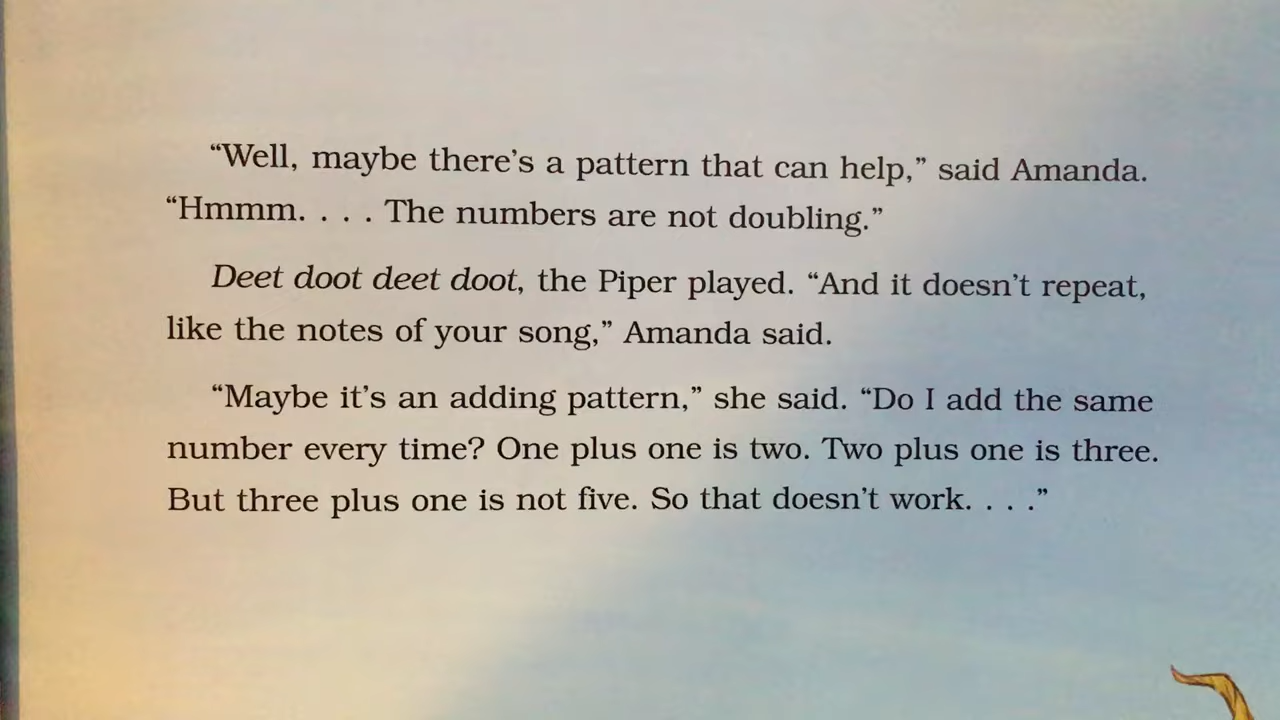 “Well, maybe there’s a pattern that can help,” said Amanda.
“Hmmm. . . . The numbers are not doubling.”
Deet doot deet doot, the Piper played. “And it doesn’t repeat,
like the notes of your song,” Amanda said.
“Maybe it’s an adding pattern,” she said. “Do I add the same
number every time? One plus one is two. Two plus one is three.
But three plus one is not five. So that doesn’t work. . . .”